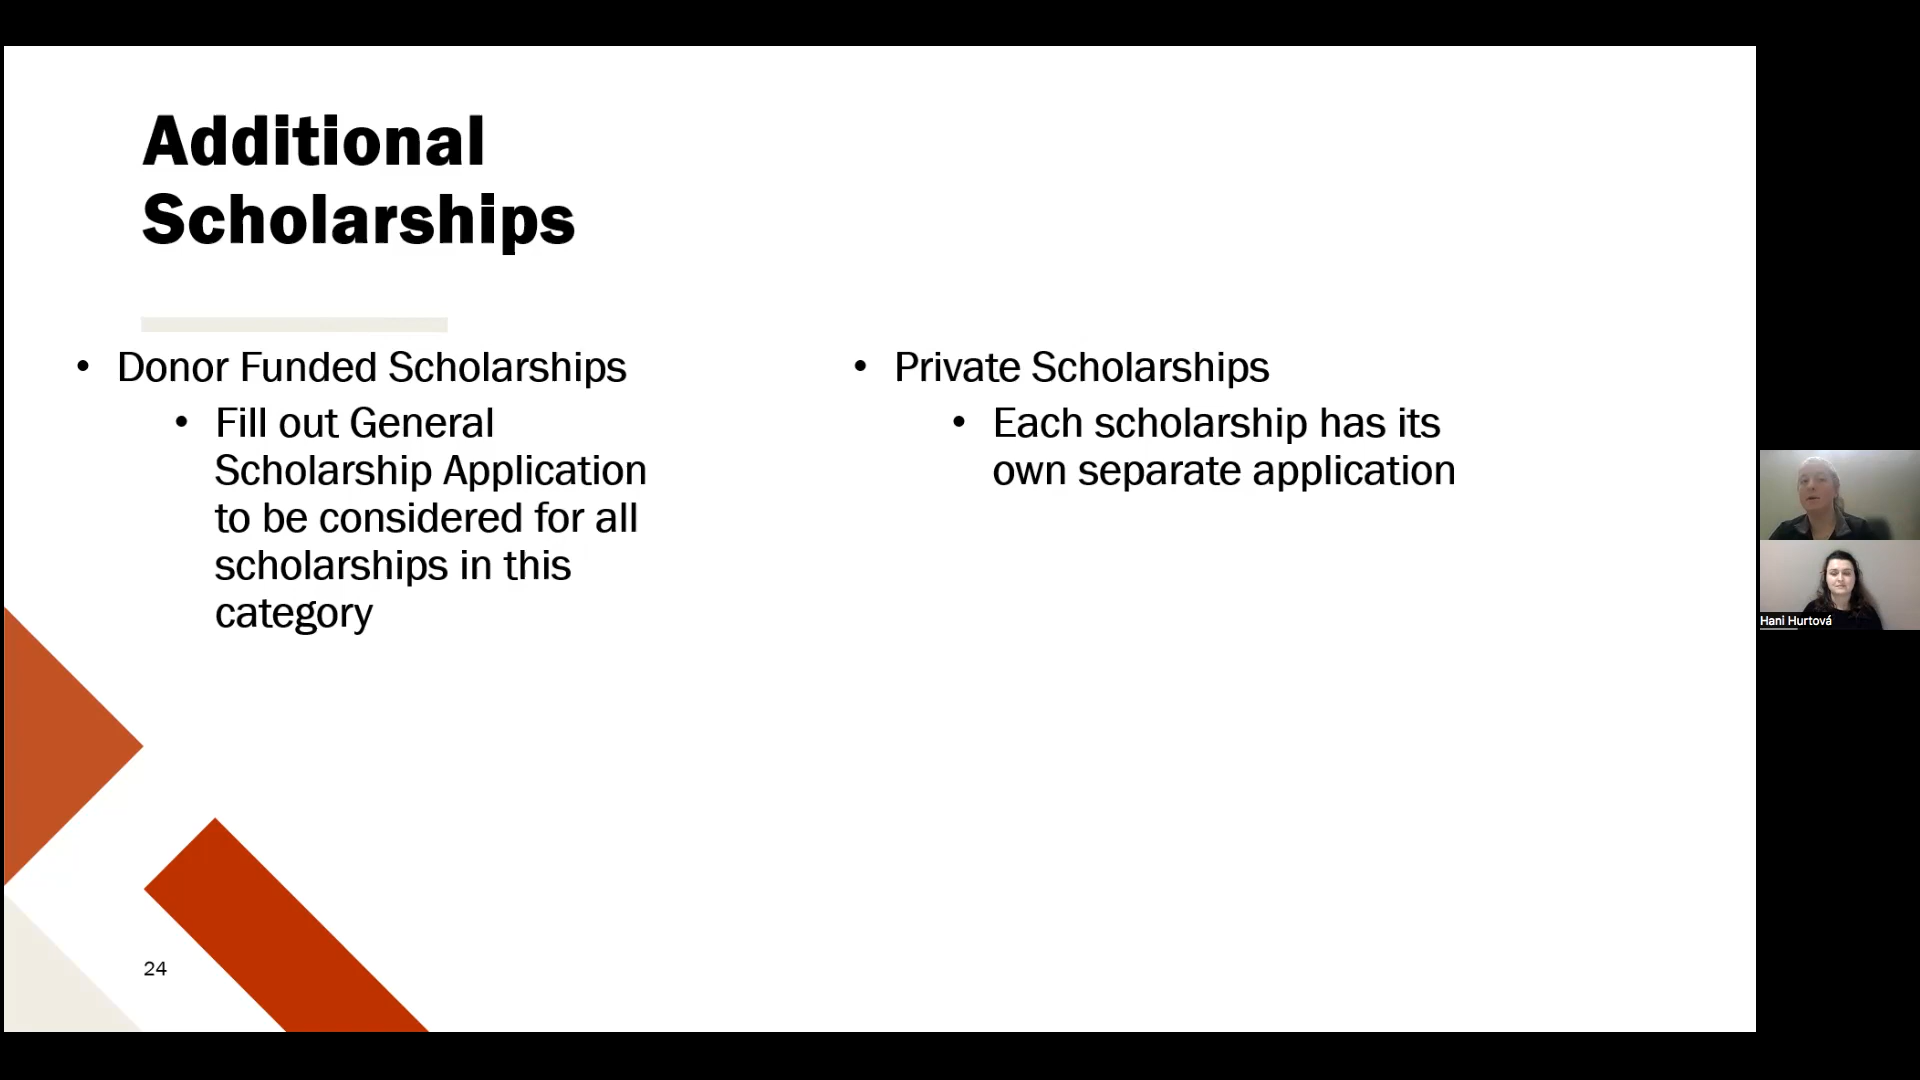 Additional
Scholarships
• Donor Funded Scholarships
• Fill out General
Scholarship Application
to be considered for all
scholarships in this
category
• Private Scholarships
• Each scholarship has its
own separate application
Hani Hurtová
24